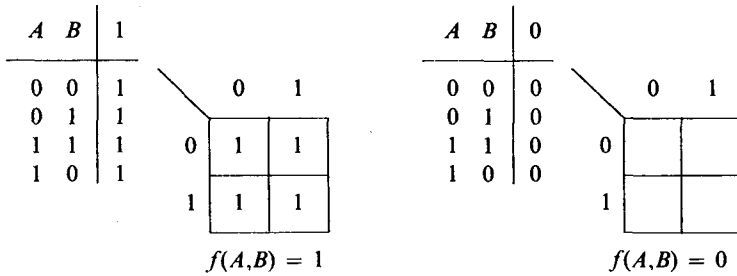 A B 1
0 0 1
0 1 1
1 1 1
1 0 1
0 1
0 1 1
1 1 1
f(A,B) = 1
A B 0
0 0 0
0 1 0
1 1 0
1 0 0
0 1
0
1
f(A,B) = 0